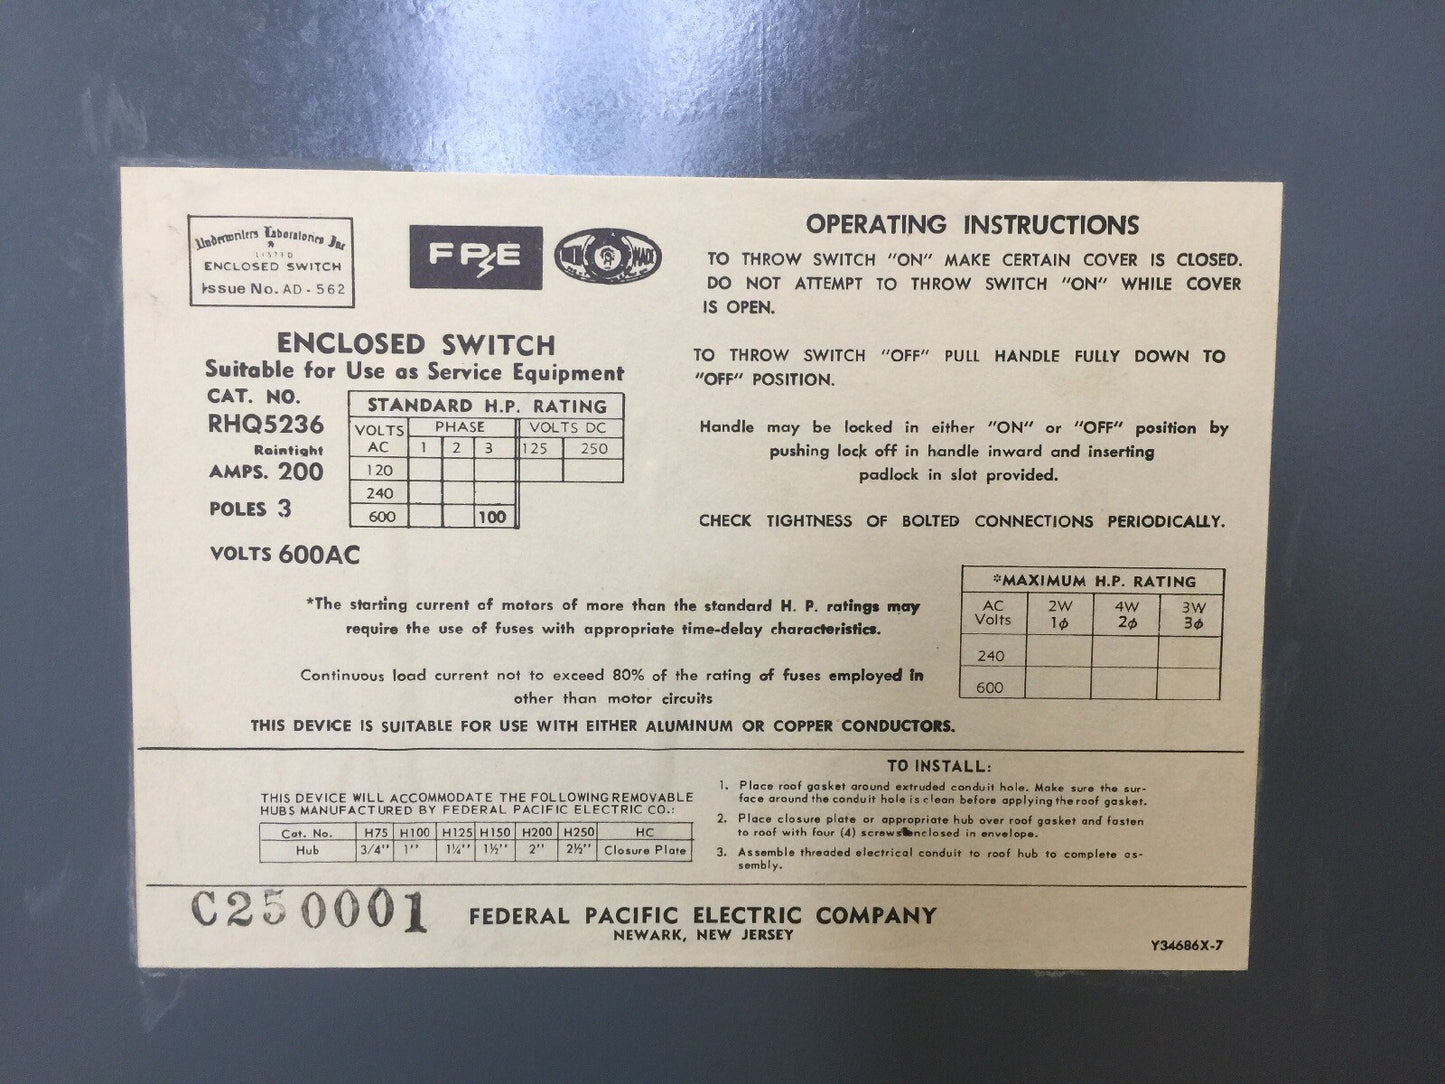 Underwriters Laboratories Inc
LISTED
ENCLOSED SWITCH
Issue No. AD - 562
FPE
MADE
ENCLOSED SWITCH
Suitable for Use as Service Equipment
CAT. NO.
RHQ5236
Raintight
AMPS. 200
POLES 3
VOLTS 600AC
STANDARD H.P. RATING
VOLTS AC PHASE VOLTS DC
1 2 3 125 250
120
240
600 100
OPERATING INSTRUCTIONS
TO THROW SWITCH "ON" MAKE CERTAIN COVER IS CLOSED.
DO NOT ATTEMPT TO THROW SWITCH "ON" WHILE COVER
IS OPEN.
TO THROW SWITCH "OFF" PULL HANDLE FULLY DOWN TO
"OFF" POSITION.
Handle may be locked in either "ON" or "OFF" position by
pushing lock off in handle inward and inserting
padlock in slot provided.
CHECK TIGHTNESS OF BOLTED CONNECTIONS PERIODICALLY.
*The starting current of motors of more than the standard H. P. ratings may
require the use of fuses with appropriate time-delay characteristics.
Continuous load current not to exceed 80% of the rating of fuses employed in
other than motor circuits
THIS DEVICE IS SUITABLE FOR USE WITH EITHER ALUMINUM OR COPPER CONDUCTORS.
*MAXIMUM H.P. RATING
AC 2W 4W 3W
Volts 1ø 2ø 3ø
240
600
THIS DEVICE WILL ACCOMMODATE THE FOLLOWING REMOVABLE
HUBS MANUFACTURED BY FEDERAL PACIFIC ELECTRIC CO.:
Cat. No. H75 H100 H125 H150 H200 H250 HC
Hub 3/4" 1" 1¼" 1½" 2" 2½" Closure Plate
TO INSTALL:
1. Place roof gasket around extruded conduit hole. Make sure the sur-
face around the conduit hole is clean before applying the roof gasket.
2. Place closure plate or appropriate hub over roof gasket and fasten
to roof with four (4) screws enclosed in envelope.
3. Assemble threaded electrical conduit to roof hub to complete as-
sembly.
C250001
FEDERAL PACIFIC ELECTRIC COMPANY
NEWARK, NEW JERSEY
Y34686X-7